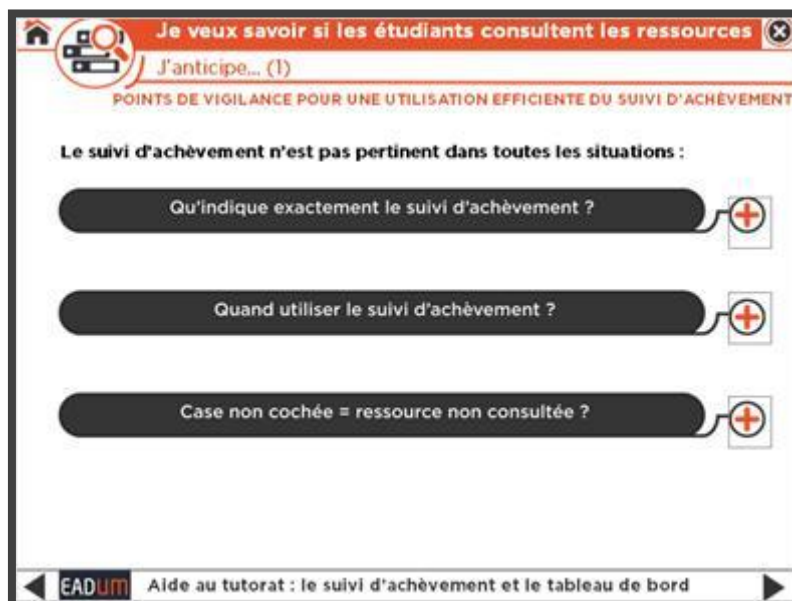 Je veux savoir si les étudiants consultent les ressources
J'anticipe... (1)
POINTS DE VIGILANCE POUR UNE UTILISATION EFFICIENTE DU SUIVI D'ACHÈVEMENT
Le suivi d'achèvement n'est pas pertinent dans toutes les situations :
Qu'indique exactement le suivi d'achèvement ?
Quand utiliser le suivi d'achèvement ?
Case non cochée = ressource non consultée ?
EADUM Aide au tutorat : le suivi d'achèvement et le tableau de bord